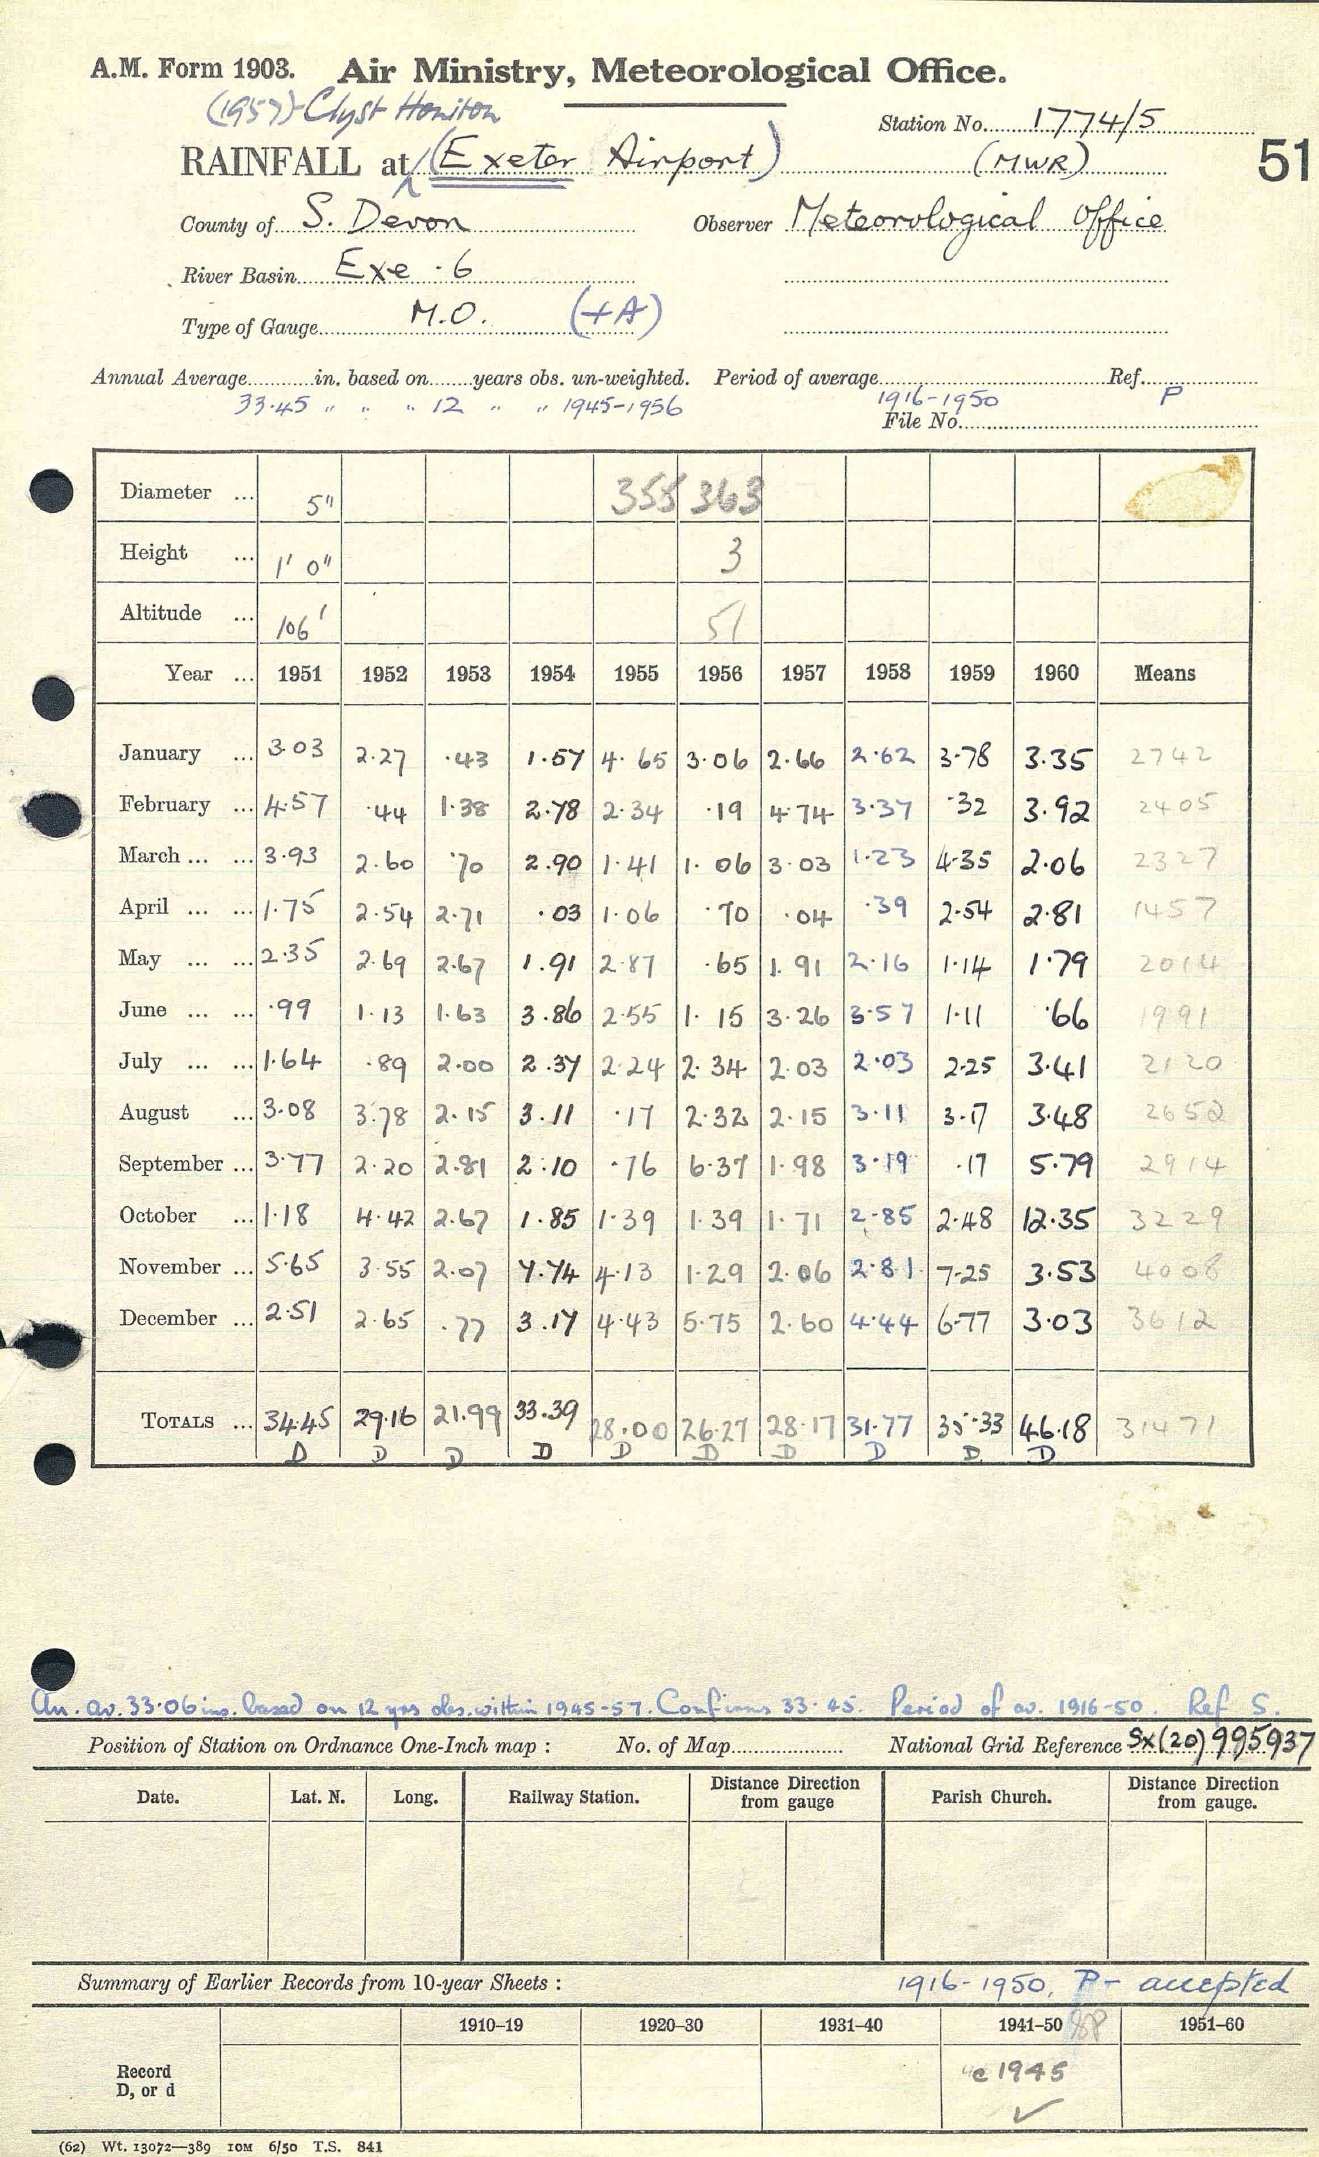 A.M. Form 1903. Air Ministry, Meteorological Office.
(1957)-Clyst Honiton
Station No. 1774/5
RAINFALL at (Exeter Airport) (MWR) 51
County of S. Devon Observer Meteorological Office
River Basin Exe . 6
Type of Gauge M.O. (+A)
Annual Average in. based on years obs. un-weighted. Period of average Ref.
33.45 " " " 12 " " 1945-1956 1916-1950 P
File No.
Diameter ... 5" 355 363
Height ... 1' 0" 3
Altitude ... 106' 51
Year ... 1951 1952 1953 1954 1955 1956 1957 1958 1959 1960 Means
January ... 3.03 2.27 .43 1.57 4.65 3.06 2.66 2.62 3.78 3.35 2742
February ... 4.57 .44 1.38 2.78 2.34 .19 4.74 3.37 .32 3.92 2405
March ... ... 3.93 2.60 .70 2.90 1.41 1.06 3.03 1.23 4.35 2.06 2327
April ... ... 1.75 2.54 2.71 .03 1.06 .70 .04 .39 2.54 2.81 1457
May ... ... 2.35 2.69 2.67 1.91 2.87 .65 1.91 2.16 1.14 1.79 2014
June ... ... .99 1.13 1.63 3.86 2.55 1.15 3.26 3.57 1.11 .66 1991
July ... ... 1.64 .89 2.00 2.37 2.24 2.34 2.03 2.03 2.25 3.41 2120
August ... 3.08 3.78 2.15 3.11 .17 2.32 2.15 3.11 3.17 3.48 2652
September ... 3.77 2.20 2.81 2.10 .76 6.37 1.98 3.19 .17 5.79 2914
October ... 1.18 4.42 2.67 1.85 1.39 1.39 1.71 2.85 2.48 12.35 3229
November ... 5.65 3.55 2.07 7.74 4.13 1.29 2.06 2.81 7.25 3.53 4008
December ... 2.51 2.65 .77 3.17 4.43 5.75 2.60 4.44 6.77 3.03 3612
TOTALS ... 34.45 29.16 21.99 33.39 28.00 26.27 28.17 31.77 35.33 46.18 31471
D D D D D D D D D D
An. av. 33.06 ins. based on 12 yrs obs. within 1945-57. Confirms 33.45. Period of av. 1916-50. Ref S.
Position of Station on Ordnance One-Inch map : No. of Map National Grid Reference SX(20)995937
Date. Lat. N. Long. Railway Station. Distance Direction from gauge Parish Church. Distance Direction from gauge.
Summary of Earlier Records from 10-year Sheets : 1916-1950, P- accepted
1910–19 1920–30 1931–40 1941–50 1951–60
Record D, or d c 1945 ✓
(62) Wt. 13072—389 10M 6/50 T.S. 841